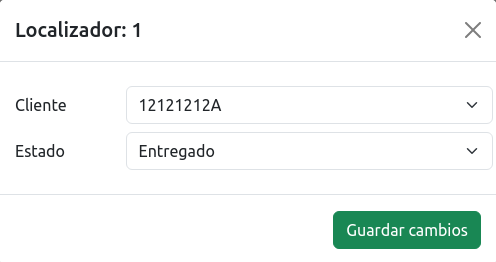 Localizador: 1
Cliente
12121212A
Estado
Entregado
Guardar cambios